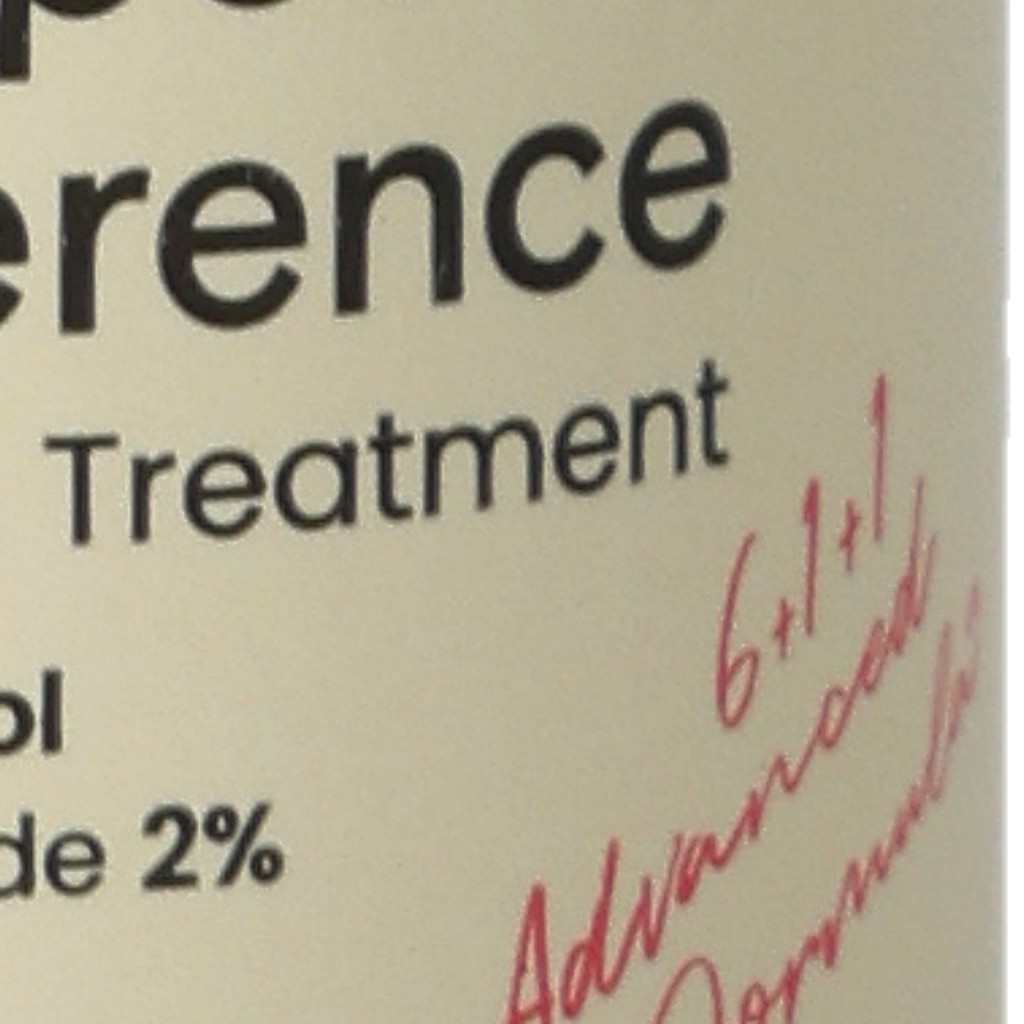 erence
Treatment
6+1+1
Advanced
ol
de 2%